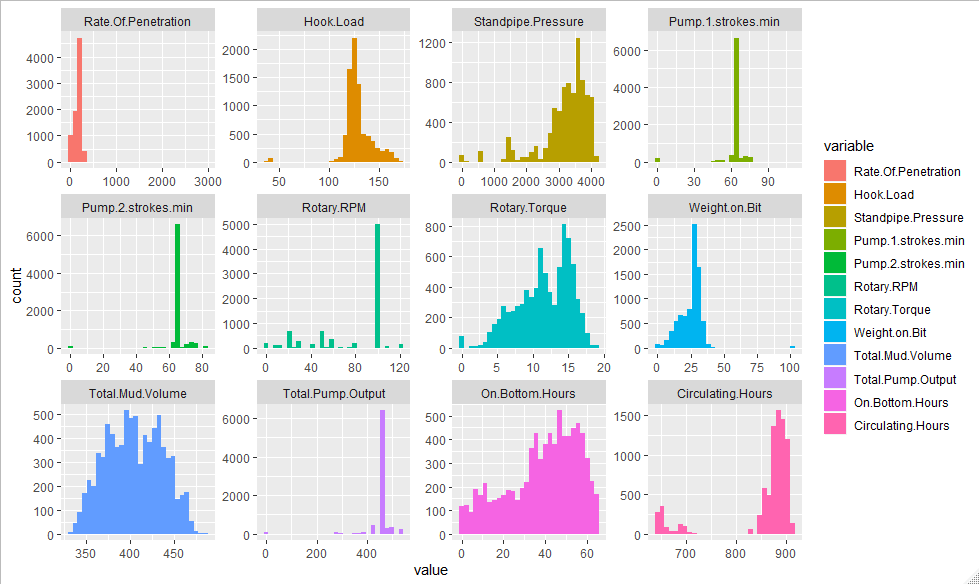 Rate.Of.Penetration
Hook.Load
Standpipe.Pressure
Pump.1.strokes.min
4000
3000
2000
1000
0
0 1000 2000 3000
2000
1500
1000
500
0
50 100 150
1200
800
400
0
0 1000 2000 3000 4000
6000
4000
2000
0
0 30 60 90
Pump.2.strokes.min
Rotary.RPM
Rotary.Torque
Weight.on.Bit
6000
4000
2000
0
0 20 40 60 80
5000
4000
3000
2000
1000
0
0 20 40 60 80 100 120
800
600
400
200
0
0 5 10 15 20
2500
2000
1500
1000
500
0
0 25 50 75 100
Total.Mud.Volume
Total.Pump.Output
On.Bottom.Hours
Circulating.Hours
500
400
300
200
100
0
350 400 450
6000
4000
2000
0
0 200 400
500
400
300
200
100
0
0 20 40 60
1500
1000
500
0
700 800 900
count
value
variable
Rate.Of.Penetration
Hook.Load
Standpipe.Pressure
Pump.1.strokes.min
Pump.2.strokes.min
Rotary.RPM
Rotary.Torque
Weight.on.Bit
Total.Mud.Volume
Total.Pump.Output
On.Bottom.Hours
Circulating.Hours